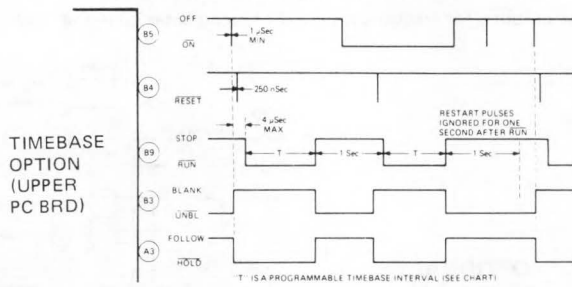 B5
OFF
ON
1 μSec
MIN
B4
RESET
250 nSec
4 μSec
MAX
RESTART PULSES
IGNORED FOR ONE
SECOND AFTER RUN
TIMEBASE
OPTION
(UPPER
PC BRD)
B9
STOP
RUN
T
1 Sec
T
1 Sec
B3
BLANK
UNBL
A3
FOLLOW
HOLD
"T" IS A PROGRAMMABLE TIMEBASE INTERVAL (SEE CHART)